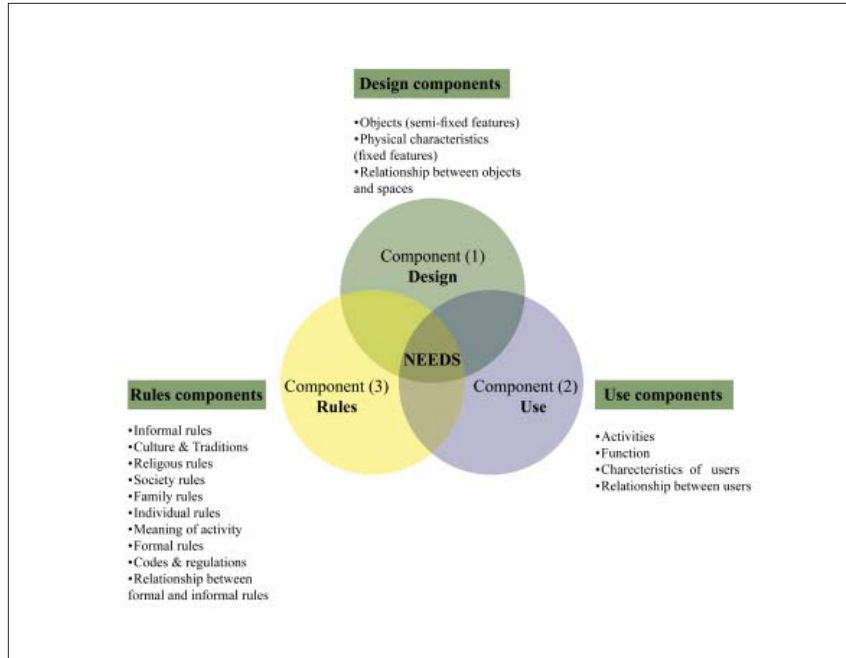 Design components
•Objects (semi-fixed features)
•Physical characteristics
(fixed features)
•Relationship between objects
and spaces
Component (1)
Design
NEEDS
Component (3)
Rules
Component (2)
Use
Rules components
•Informal rules
•Culture & Traditions
•Religous rules
•Society rules
•Family rules
•Individual rules
•Meaning of activity
•Formal rules
•Codes & regulations
•Relationship between
formal and informal rules
Use components
•Activities
•Function
•Charecteristics of users
•Relationship between users